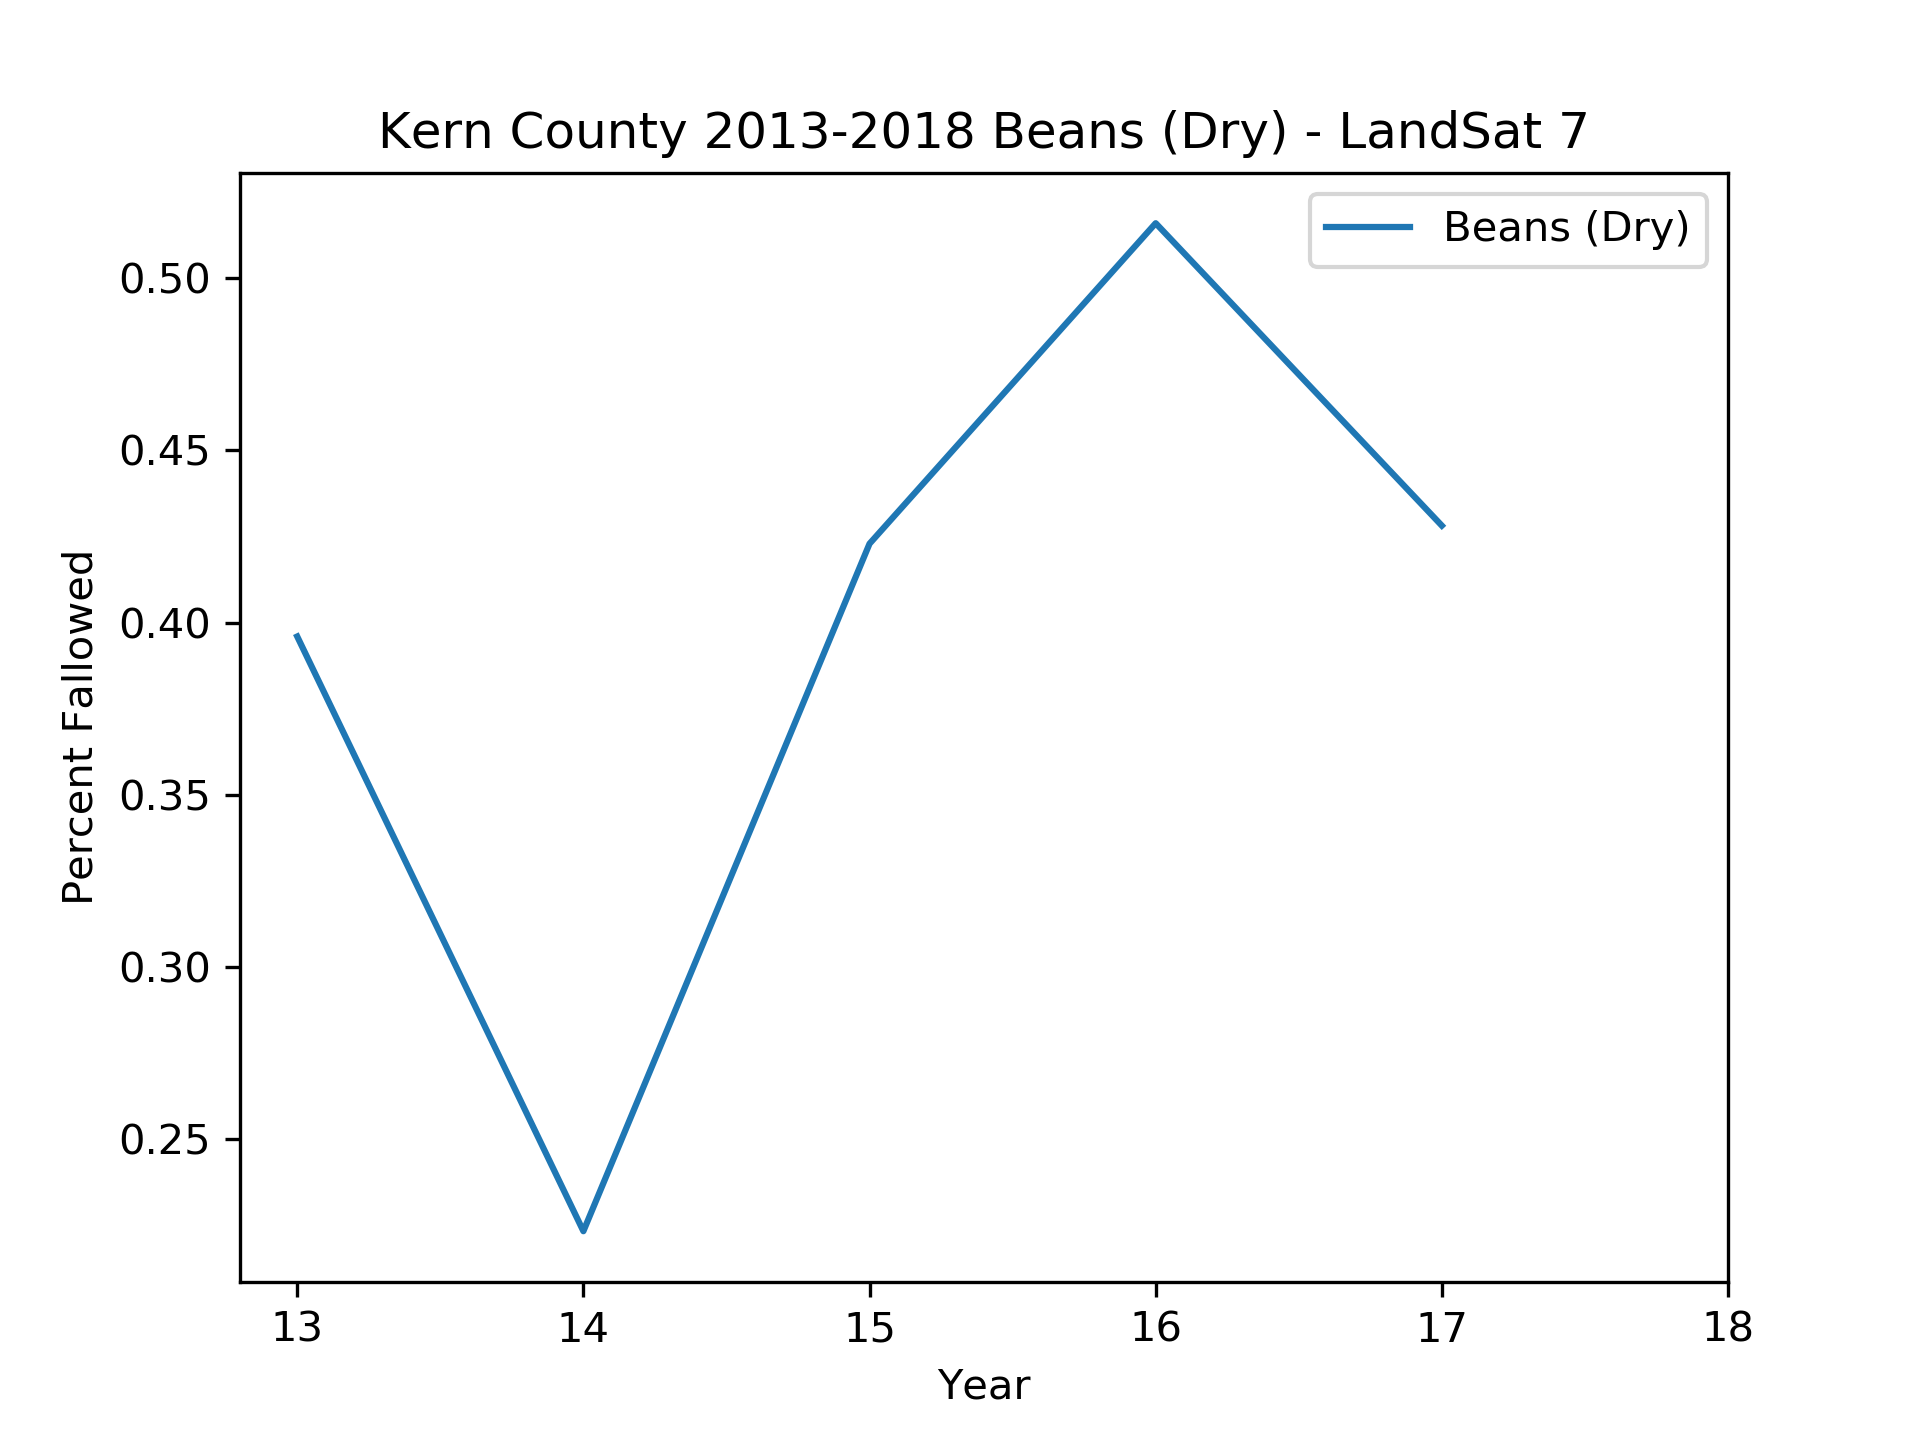 Kern County 2013-2018 Beans (Dry) - LandSat 7
Beans (Dry)
0.50
0.45
0.40
0.35
0.30
0.25
Percent Fallowed
13 14 15 16 17 18
Year